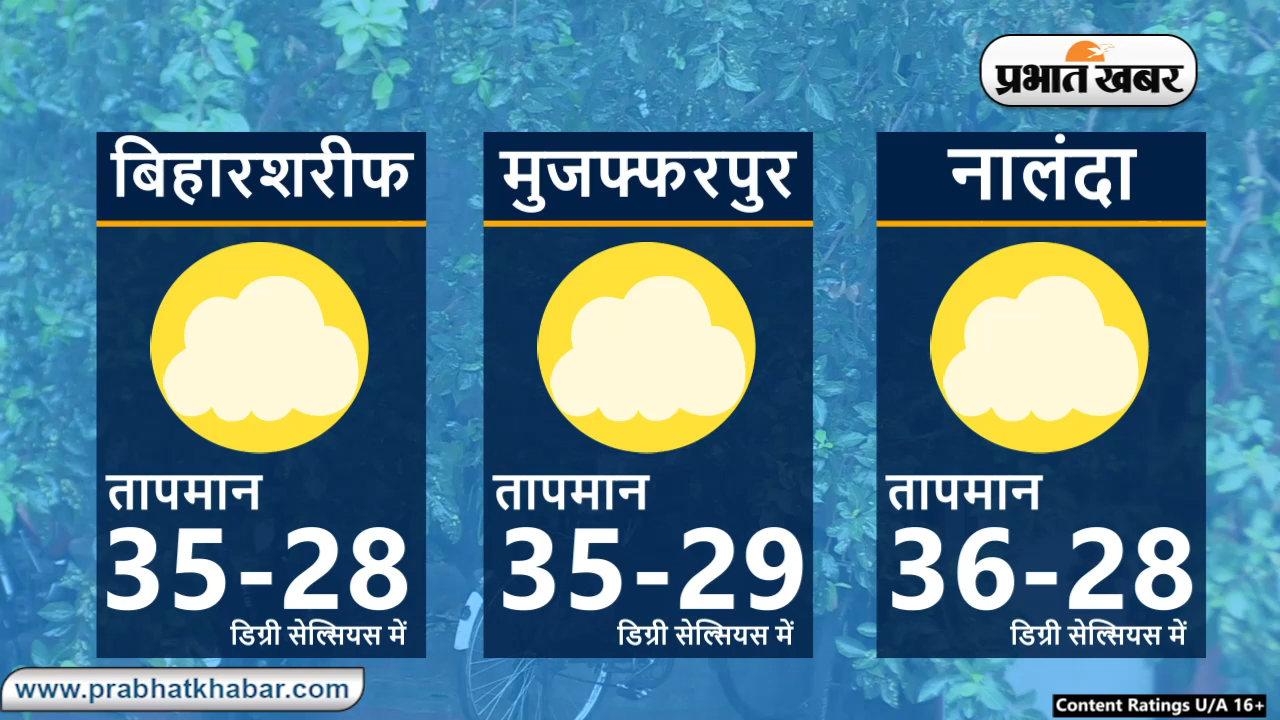 प्रभात खबर
बिहारशरीफ
तापमान
35-28
डिग्री सेल्सियस में
मुजफ्फरपुर
तापमान
35-29
डिग्री सेल्सियस में
नालंदा
तापमान
36-28
डिग्री सेल्सियस में
www.prabhatkhabar.com
Content Ratings U/A 16+